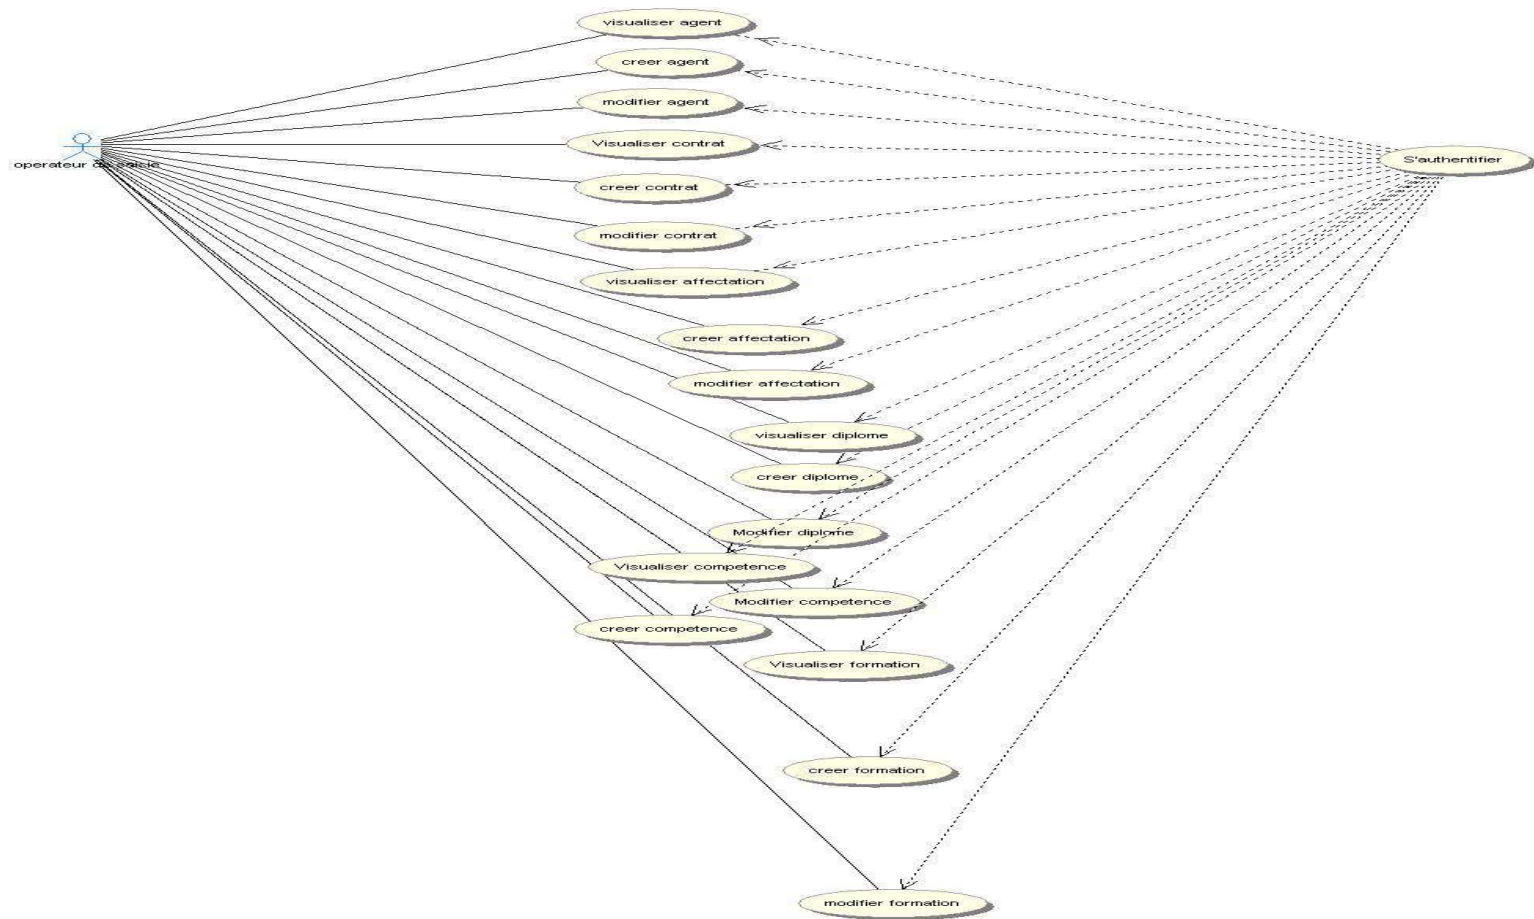 visualiser agent
creer agent
modifier agent
Visualiser contrat
S'authentifier
operateur de saisie
creer contrat
modifier contrat
visualiser affectation
creer affectation
modifier affectation
visualiser diplome
creer diplome
Modifier diplome
Visualiser competence
Modifier competence
creer competence
Visualiser formation
creer formation
modifier formation